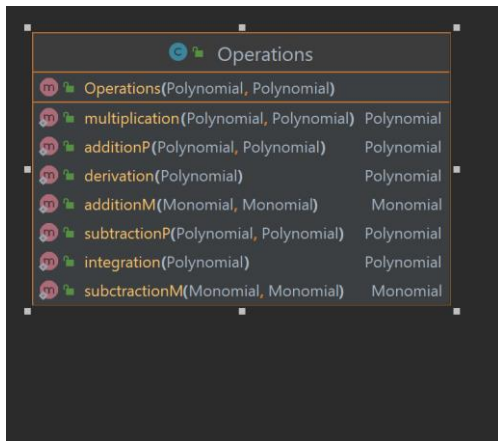 Operations
Operations(Polynomial, Polynomial)
multiplication(Polynomial, Polynomial) Polynomial
additionP(Polynomial, Polynomial) Polynomial
derivation(Polynomial) Polynomial
additionM(Monomial, Monomial) Monomial
subtractionP(Polynomial, Polynomial) Polynomial
integration(Polynomial) Polynomial
subctractionM(Monomial, Monomial) Monomial